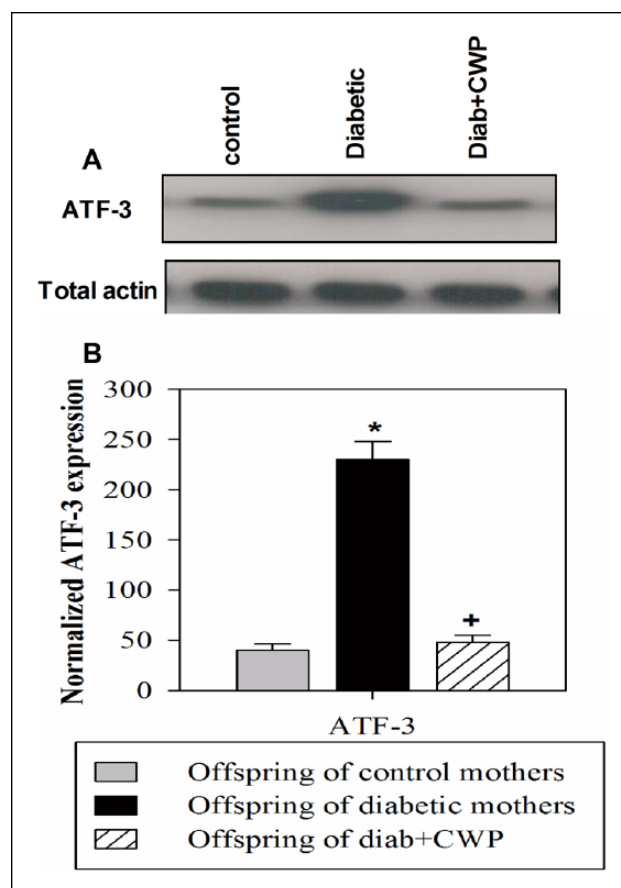 control
Diabetic
Diab+CWP
A
ATF-3
Total actin
B
Normalized ATF-3 expression
300
250
200
150
100
50
0
*
+
ATF-3
Offspring of control mothers
Offspring of diabetic mothers
Offspring of diab+CWP